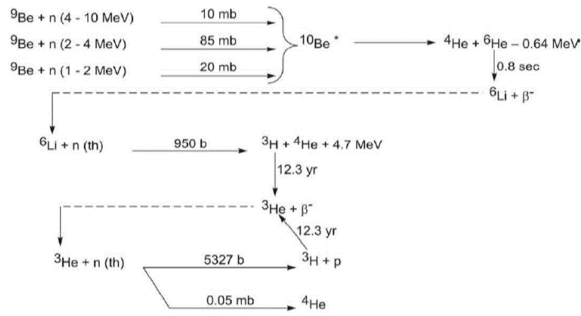 ⁹Be + n (4 - 10 MeV) 10 mb
⁹Be + n (2 - 4 MeV) 85 mb ¹⁰Be * ⁴He + ⁶He – 0.64 MeV
⁹Be + n (1 - 2 MeV) 20 mb 0.8 sec
⁶Li + β⁻
⁶Li + n (th) 950 b ³H + ⁴He + 4.7 MeV
12.3 yr
³He + β⁻
12.3 yr
³He + n (th) 5327 b ³H + p
0.05 mb ⁴He